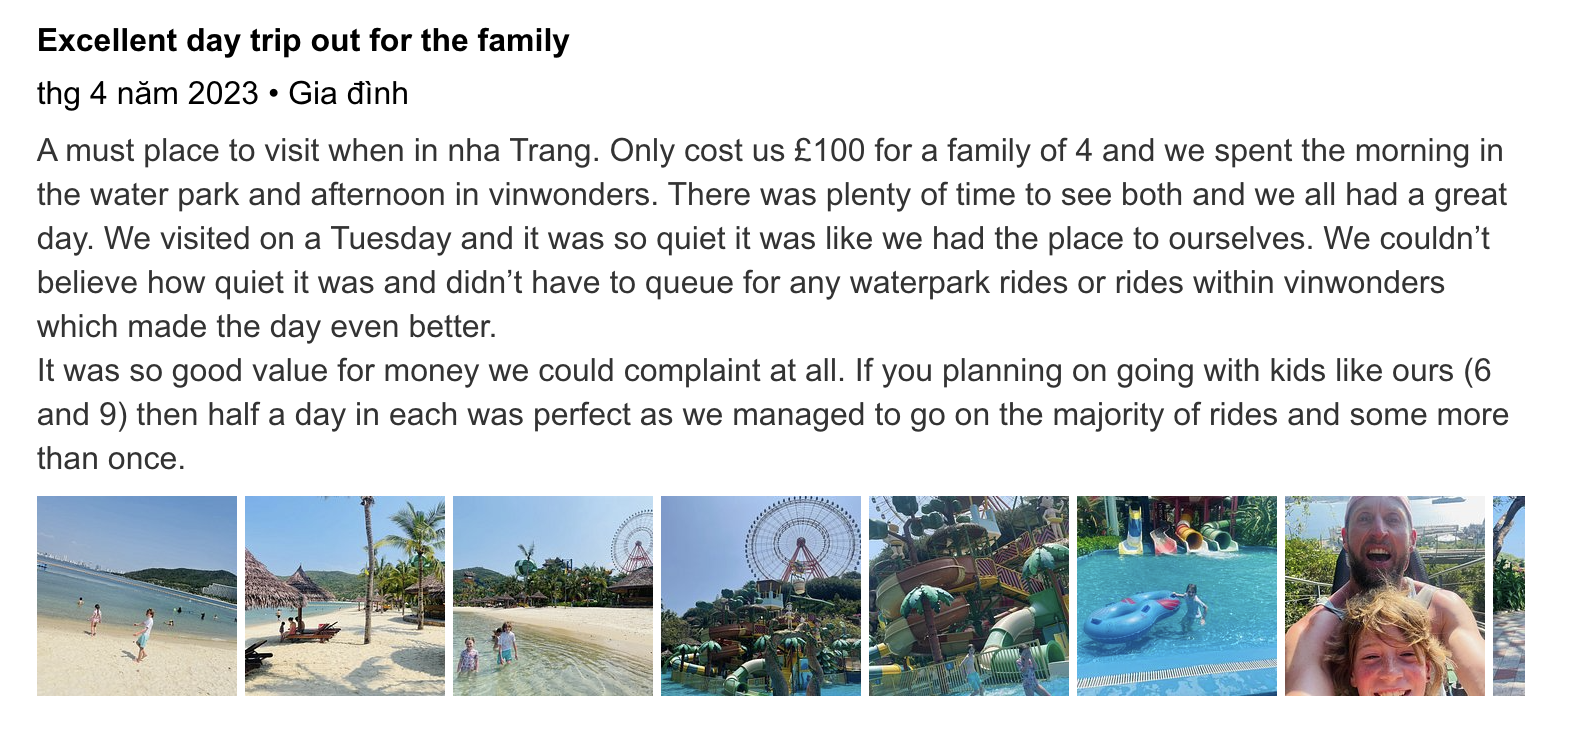 Excellent day trip out for the family
thg 4 năm 2023 • Gia đình
A must place to visit when in nha Trang. Only cost us £100 for a family of 4 and we spent the morning in
the water park and afternoon in vinwonders. There was plenty of time to see both and we all had a great
day. We visited on a Tuesday and it was so quiet it was like we had the place to ourselves. We couldn’t
believe how quiet it was and didn’t have to queue for any waterpark rides or rides within vinwonders
which made the day even better.
It was so good value for money we could complaint at all. If you planning on going with kids like ours (6
and 9) then half a day in each was perfect as we managed to go on the majority of rides and some more
than once.